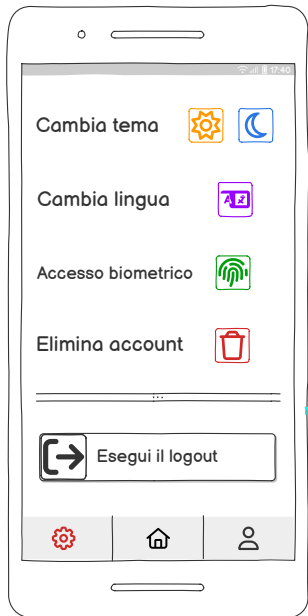 17:40
Cambia tema
Cambia lingua
Accesso biometrico
Elimina account
Esegui il logout